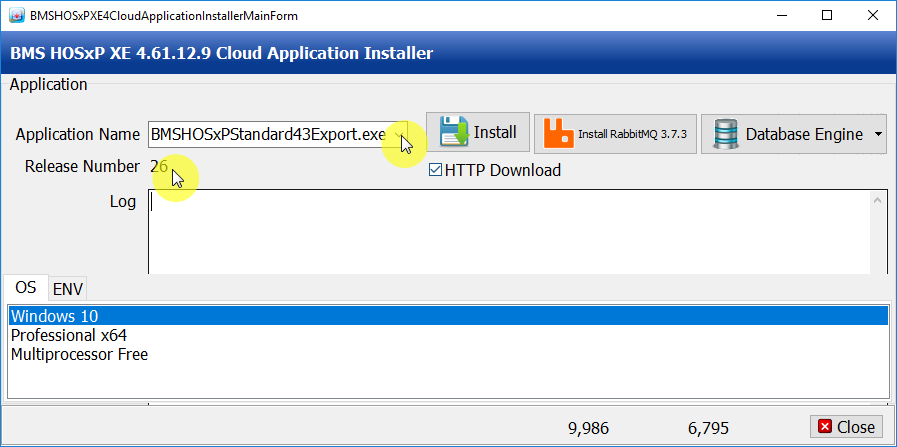 BMSHOSxPXE4CloudApplicationInstallerMainForm
BMS HOSxP XE 4.61.12.9 Cloud Application Installer
Application
Application Name BMSHOSxPStandard43Export.exe Install Install RabbitMQ 3.7.3 Database Engine
Release Number 26 HTTP Download
Log
OS ENV
Windows 10
Professional x64
Multiprocessor Free
9,986 6,795 Close